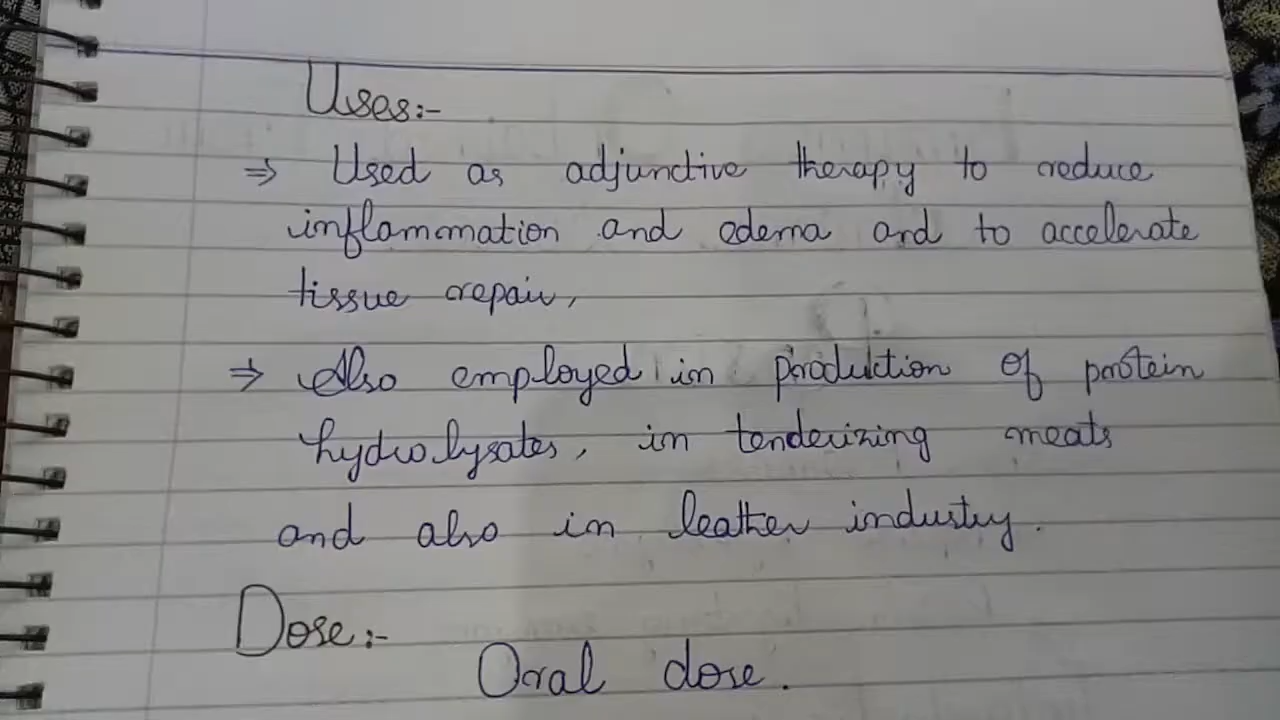 Uses:-
⇒ Used as adjunctive therapy to reduce
inflammation and edema and to accelerate
tissue repair,
⇒ Also employed in production of protein
hydrolysates, in tenderizing meats
and also in leather industry.
Dose:-
Oral dose.